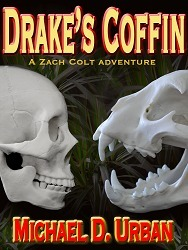 DRAKE'S COFFIN
A ZACH COLT ADVENTURE
MICHAEL D. URBAN